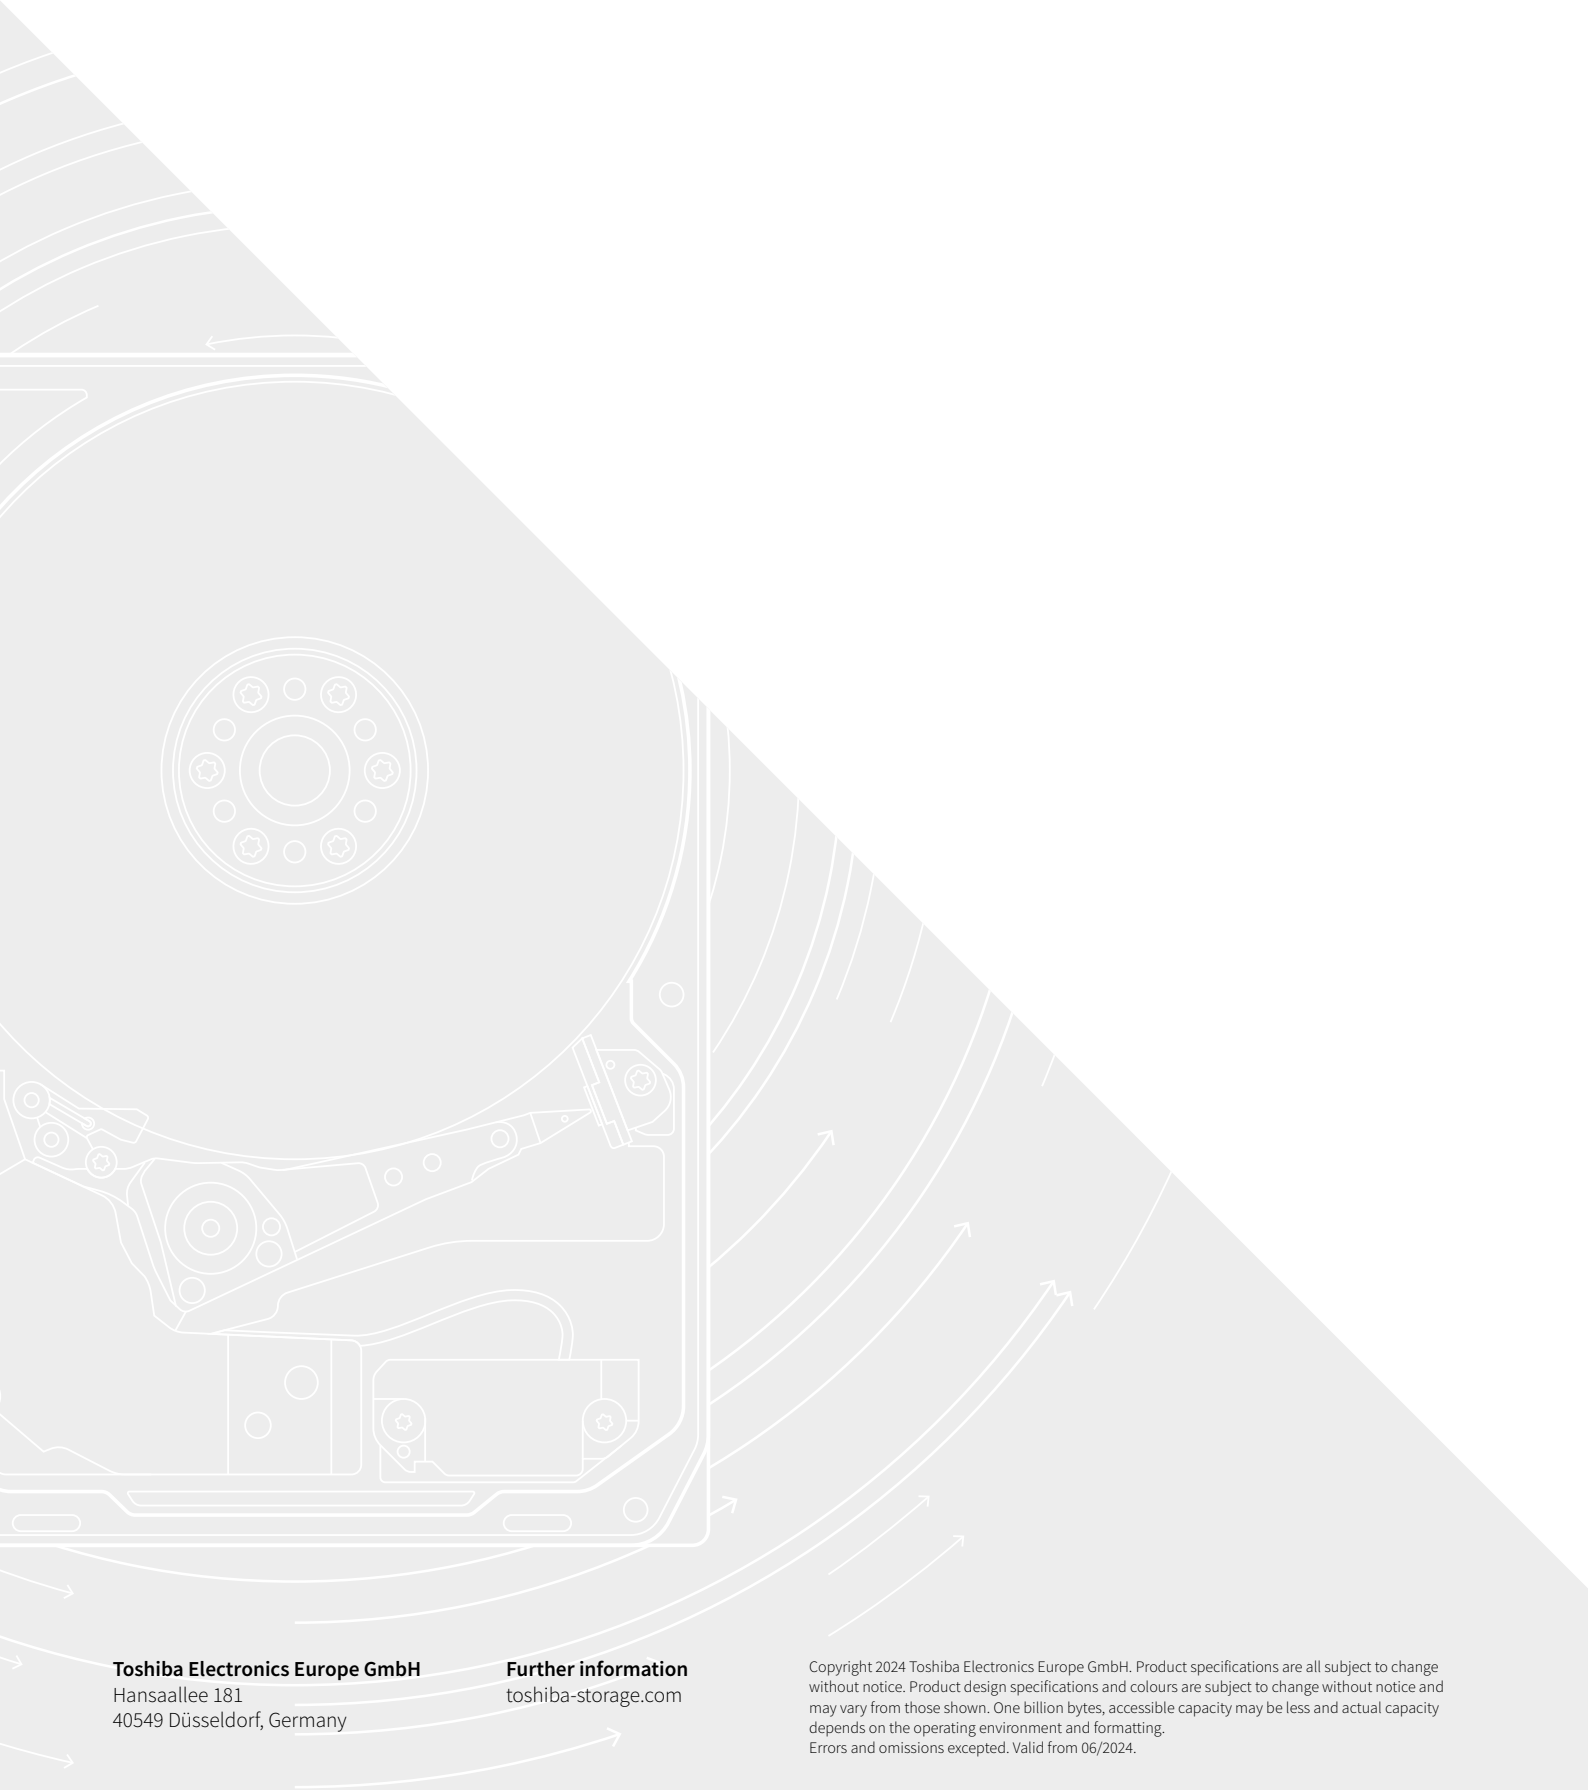 Toshiba Electronics Europe GmbH
Hansaallee 181
40549 Düsseldorf, Germany
Further information
toshiba-storage.com
Copyright 2024 Toshiba Electronics Europe GmbH. Product specifications are all subject to change
without notice. Product design specifications and colours are subject to change without notice and
may vary from those shown. One billion bytes, accessible capacity may be less and actual capacity
depends on the operating environment and formatting.
Errors and omissions excepted. Valid from 06/2024.